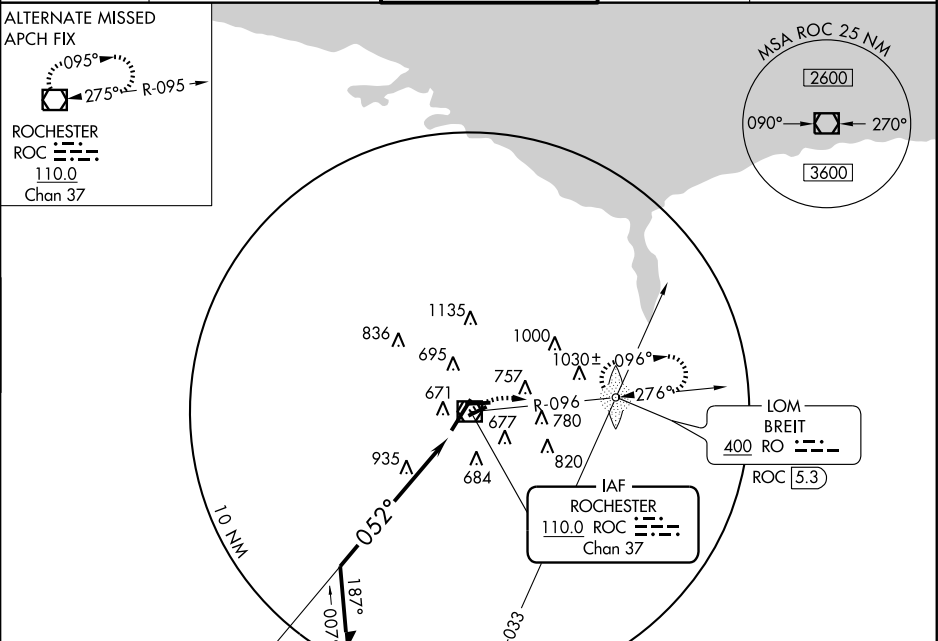 ALTERNATE MISSED
APCH FIX
095°
275°
R-095
ROCHESTER
ROC
110.0
Chan 37
MSA ROC 25 NM
2600
090°
270°
3600
1135
836
1000
695
1030±
096°
757
671
R-096
276°
780
677
935
684
820
LOM
BREIT
400 RO
ROC 5.3
IAF
ROCHESTER
110.0 ROC
Chan 37
10 NM
052°
187°
007°
033